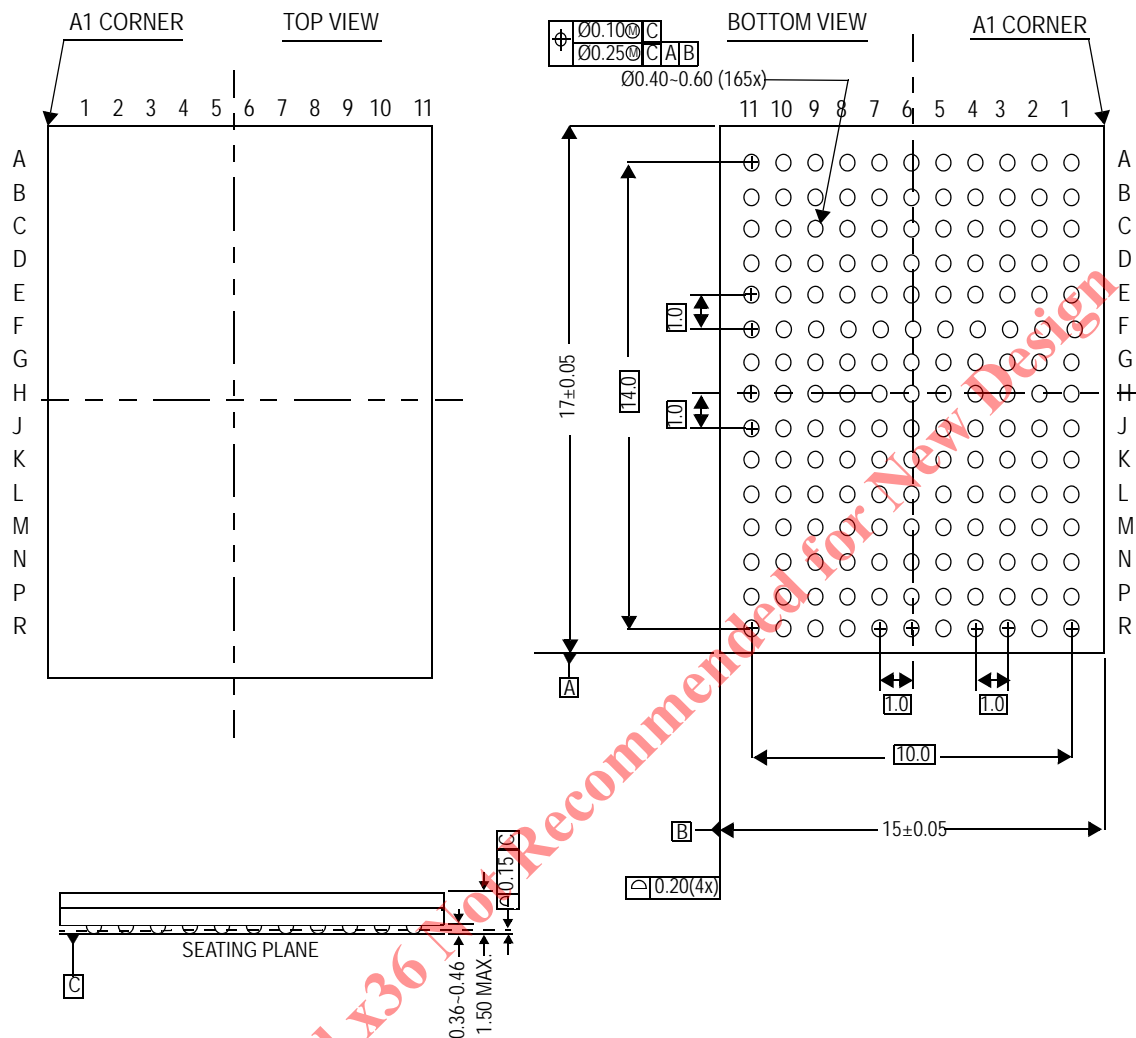 A1 CORNER
TOP VIEW
1 2 3 4 5 6 7 8 9 10 11
A
B
C
D
E
F
G
H
J
K
L
M
N
P
R
Ø0.10Ⓜ C
Ø0.25Ⓜ C A B
BOTTOM VIEW
A1 CORNER
Ø0.40~0.60 (165x)
11 10 9 8 7 6 5 4 3 2 1
A
B
C
D
E
F
G
H
J
K
L
M
N
P
R
1.0
1.0
14.0
17±0.05
A
1.0
1.0
10.0
B
15±0.05
0.20(4x)
0.15 C
SEATING PLANE
C
0.36~0.46
1.50 MAX.
x36 Not Recommended for New Design